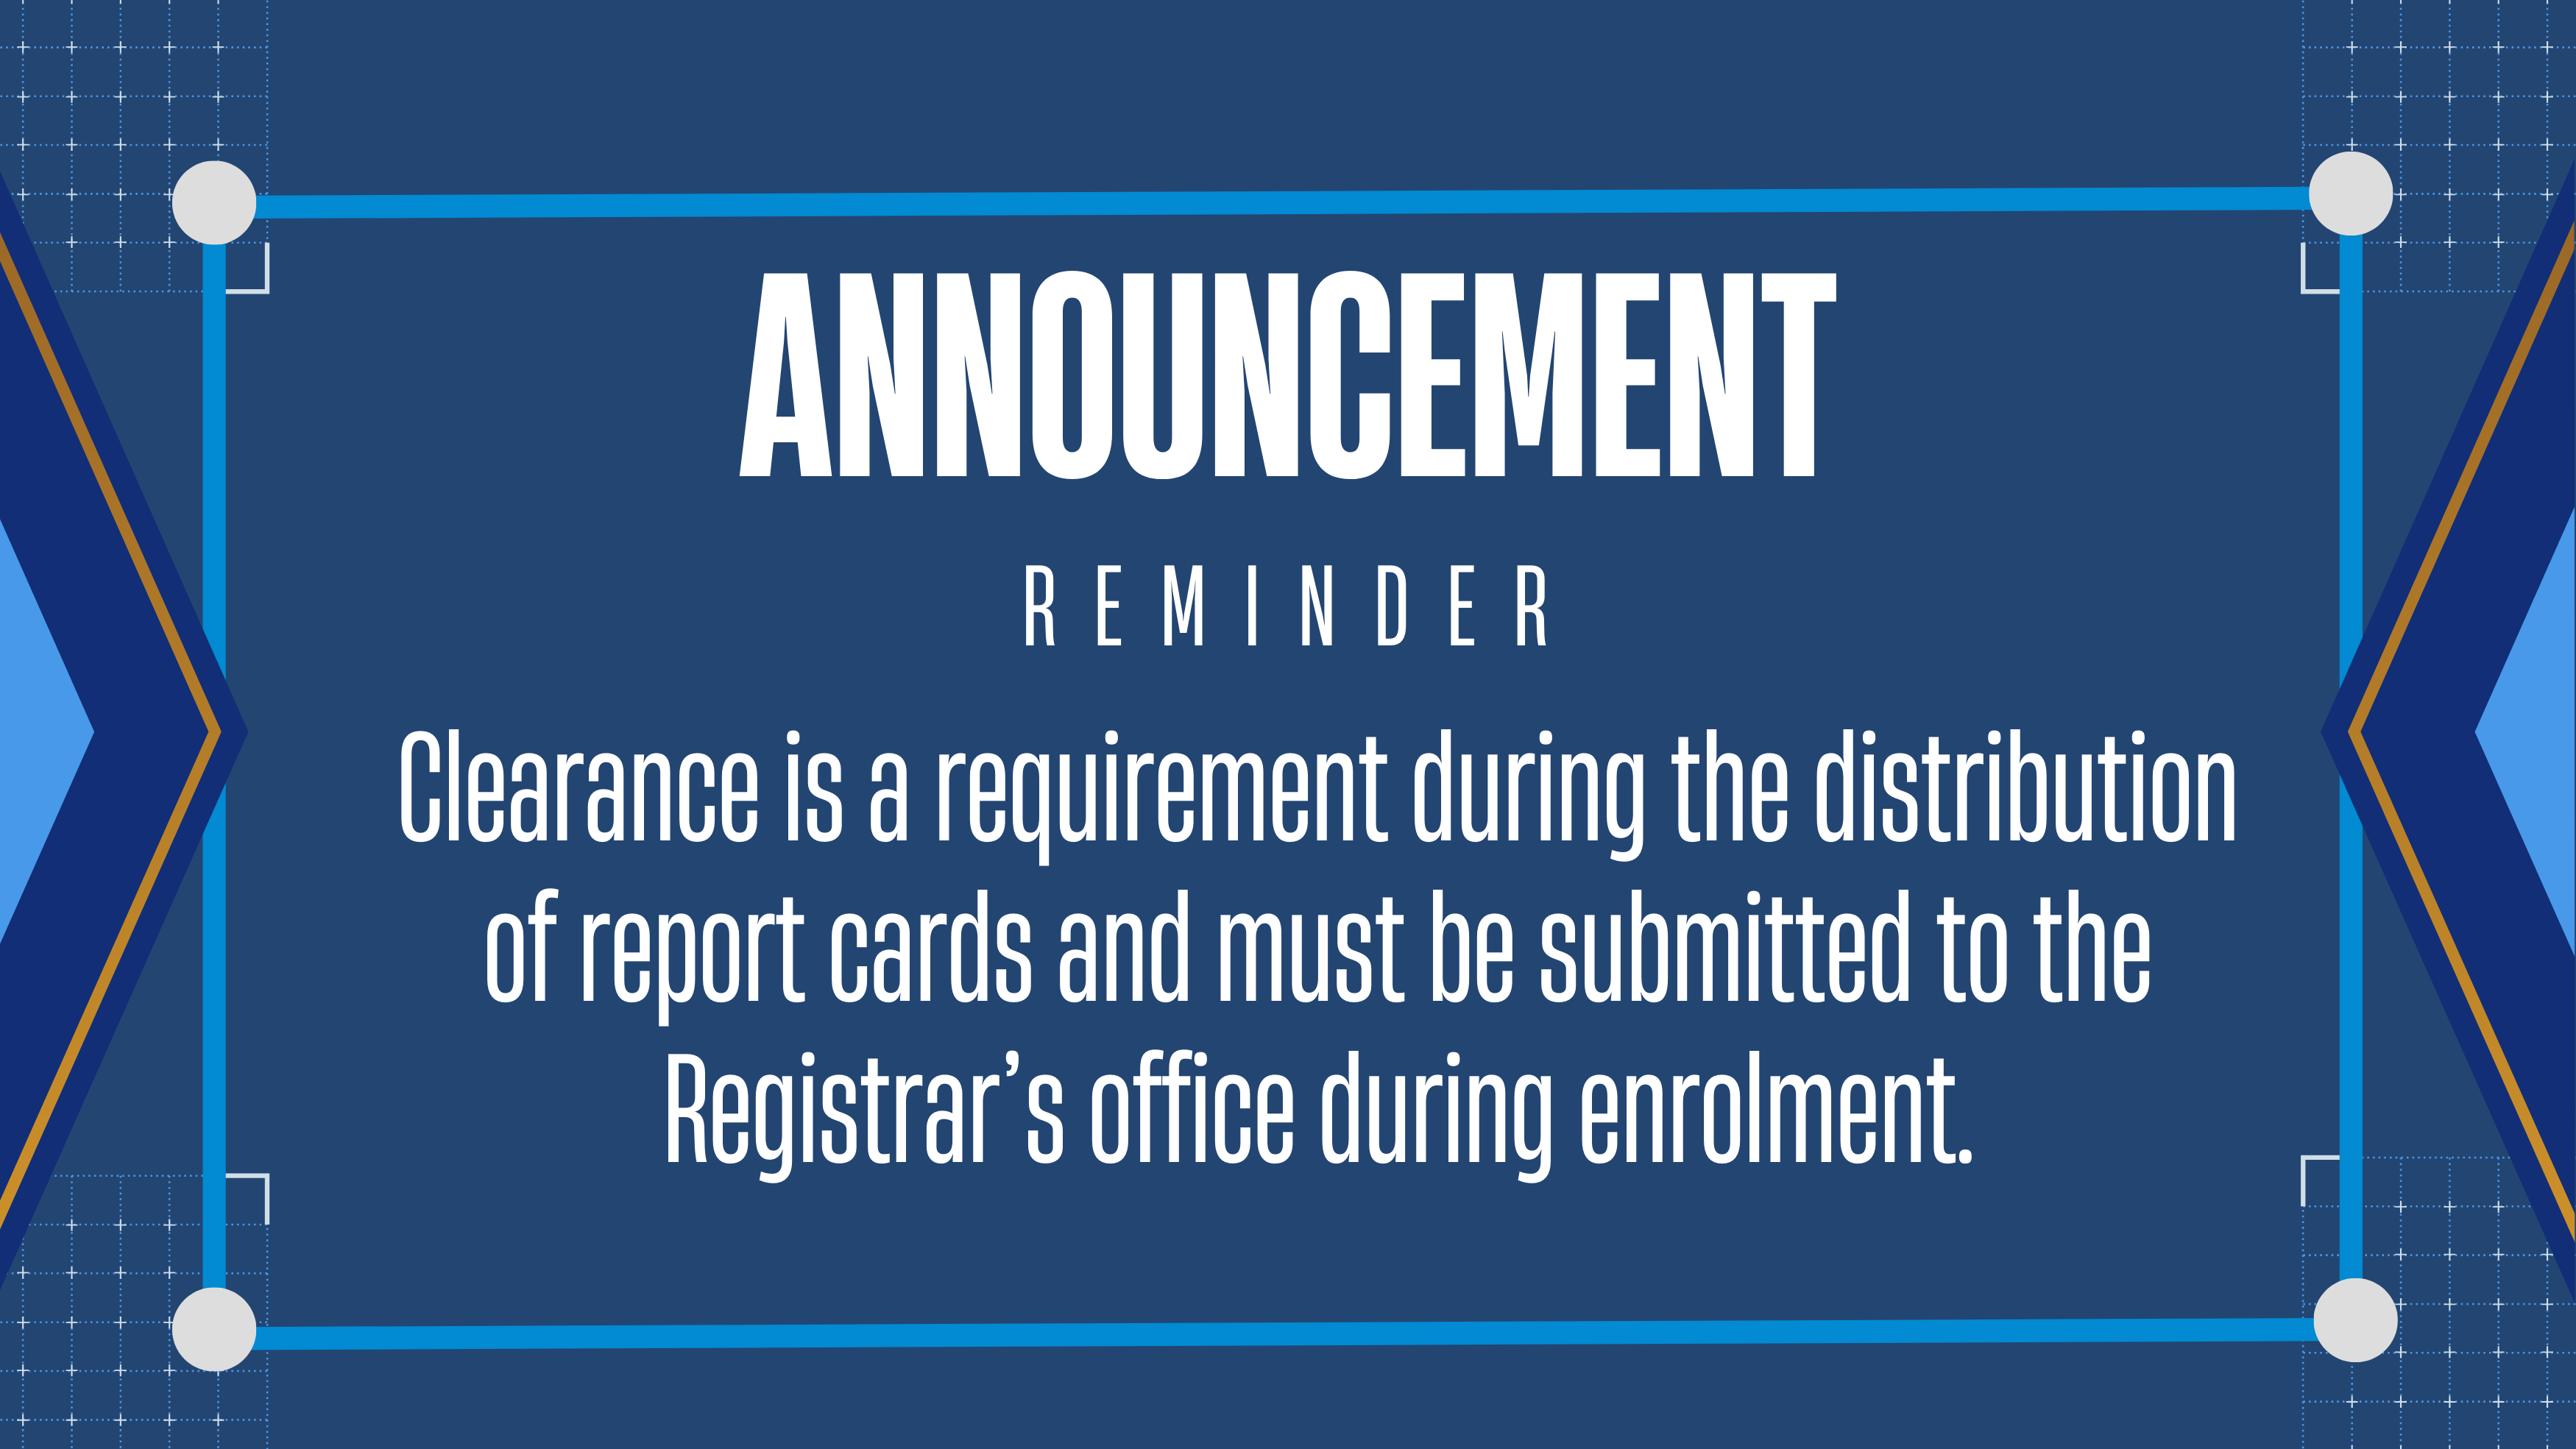 ANNOUNCEMENT
REMINDER
Clearance is a requirement during the distribution
of report cards and must be submitted to the
Registrar’s office during enrolment.